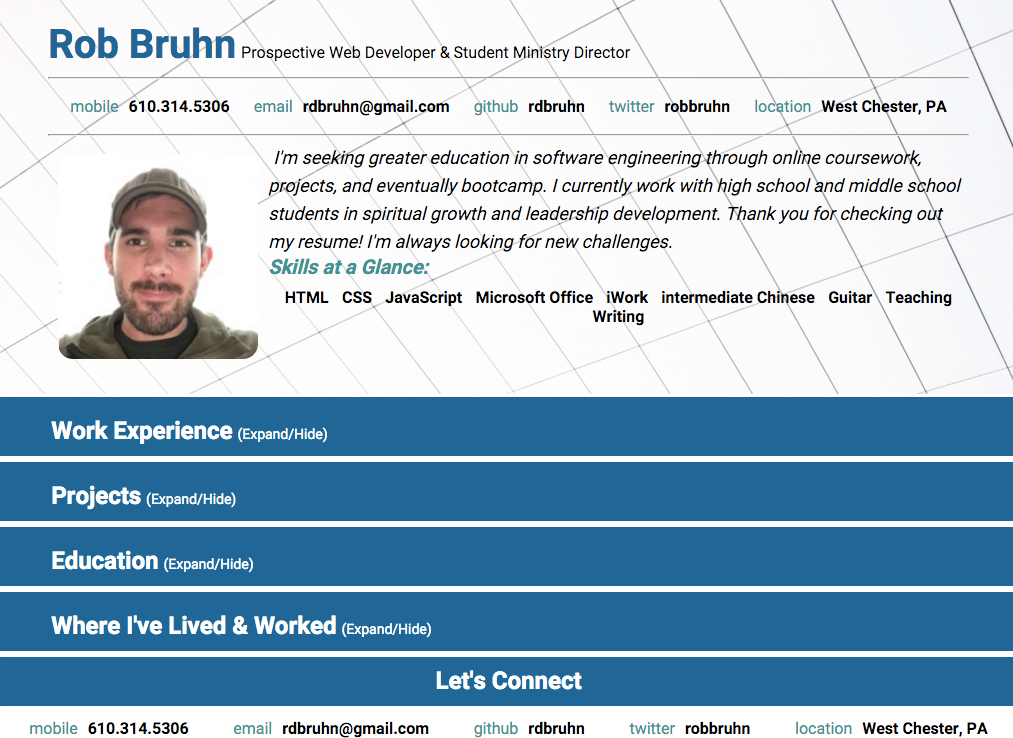 Rob Bruhn Prospective Web Developer & Student Ministry Director
mobile 610.314.5306 email rdbruhn@gmail.com github rdbruhn twitter robbruhn location West Chester, PA
I'm seeking greater education in software engineering through online coursework,
projects, and eventually bootcamp. I currently work with high school and middle school
students in spiritual growth and leadership development. Thank you for checking out
my resume! I'm always looking for new challenges.
Skills at a Glance:
HTML CSS JavaScript Microsoft Office iWork intermediate Chinese Guitar Teaching
Writing
Work Experience (Expand/Hide)
Projects (Expand/Hide)
Education (Expand/Hide)
Where I've Lived & Worked (Expand/Hide)
Let's Connect
mobile 610.314.5306 email rdbruhn@gmail.com github rdbruhn twitter robbruhn location West Chester, PA